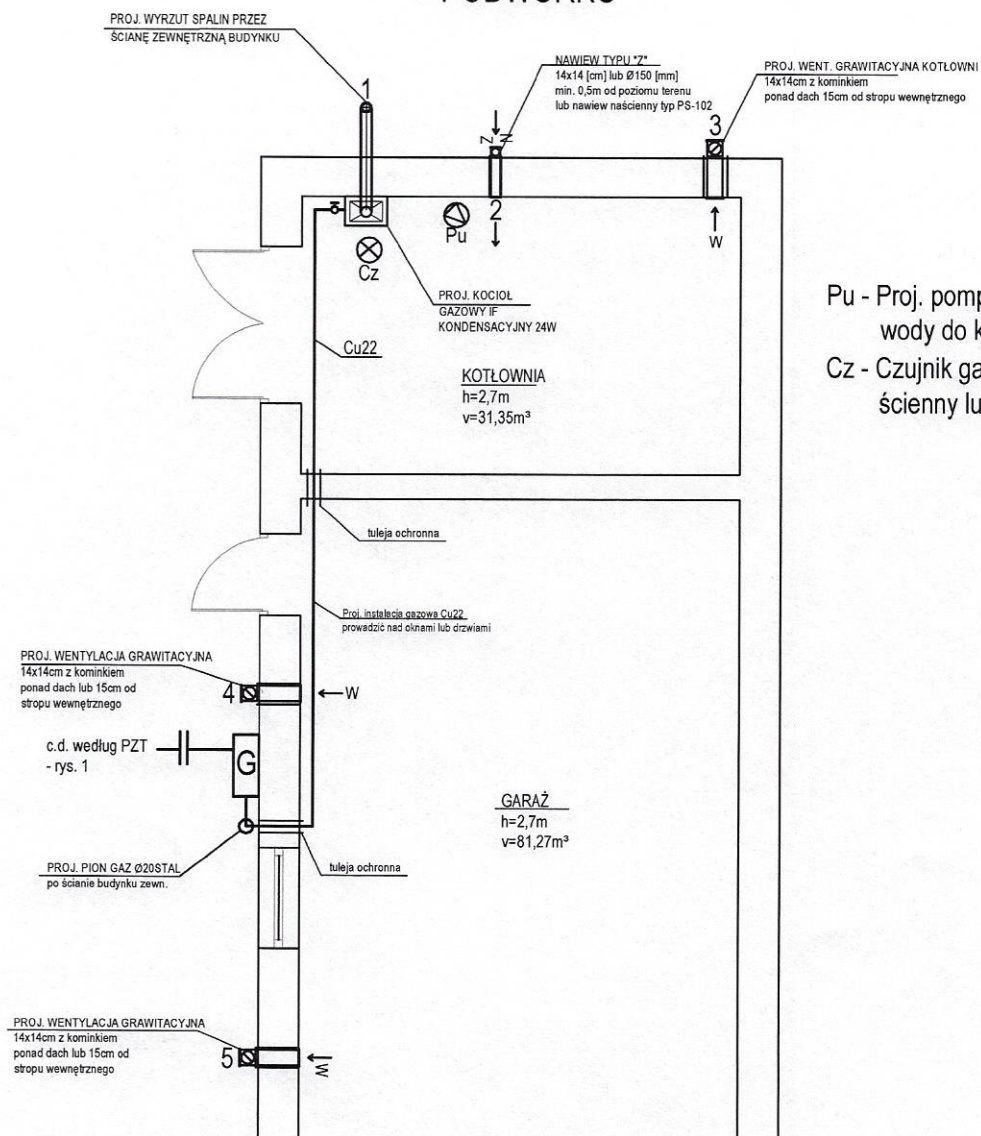 PROJ. WYRZUT SPALIN PRZEZ
ŚCIANĘ ZEWNĘTRZNĄ BUDYNKU
1
NAWIEW TYPU "Z"
14x14 [cm] lub Ø150 [mm]
min. 0,5m od poziomu terenu
lub nawiew naścienny typ PS-102
PROJ. WENT. GRAWITACYJNA KOTŁOWNI
14x14cm z kominkiem
ponad dach 15cm od stropu wewnętrznego
3
Z
N
2
Pu
W
Cz
PROJ. KOCIOŁ
GAZOWY IF
KONDENSACYJNY 24W
Cu22
KOTŁOWNIA
h=2,7m
v=31,35m³
Pu - Proj.
wody do
Cz - Czujnik
ścienny
tuleja ochronna
Proj. instalacja gazowa Cu22
prowadzić nad oknami lub drzwiami
PROJ. WENTYLACJA GRAWITACYJNA
14x14cm z kominkiem
ponad dach lub 15cm od
stropu wewnętrznego
4
W
c.d. według PZT
- rys. 1
G
GARAŻ
h=2,7m
v=81,27m³
PROJ. PION GAZ Ø20STAL
po ścianie budynku zewn.
tuleja ochronna
PROJ. WENTYLACJA GRAWITACYJNA
14x14cm z kominkiem
ponad dach lub 15cm od
stropu wewnętrznego
5
W